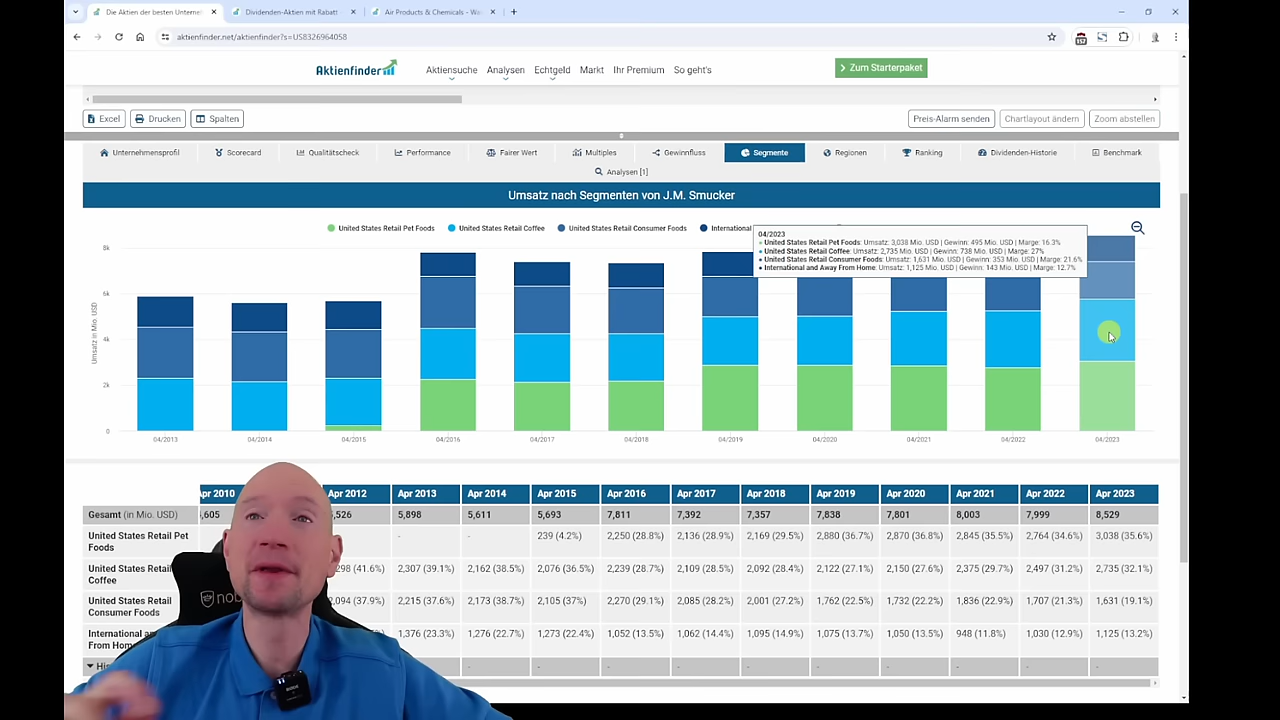 Die Aktien der besten Unterne
Dividenden-Aktien mit Rabatt
Air Products & Chemicals – We
aktienfinder.net/aktienfinder?s=US8326964058
Aktienfinder
Aktiensuche Analysen Echtgeld Markt Ihr Premium So geht's
Zum Starterpaket
Excel Drucken Spalten
Preis-Alarm senden Chartlayout ändern Zoom abstellen
Unternehmensprofil Scorecard Qualitätscheck Performance Fairer Wert Multiples Gewinnfluss Segmente Regionen Ranking Dividenden-Historie Benchmark
Analysen [1]
Umsatz nach Segmenten von J.M. Smucker
United States Retail Pet Foods United States Retail Coffee United States Retail Consumer Foods International
04/2023
United States Retail Pet Foods: Umsatz: 3,038 Mio. USD | Gewinn: 495 Mio. USD | Marge: 16.3%
United States Retail Coffee: Umsatz: 2,735 Mio. USD | Gewinn: 738 Mio. USD | Marge: 27%
United States Retail Consumer Foods: Umsatz: 1,631 Mio. USD | Gewinn: 353 Mio. USD | Marge: 21.6%
International and Away From Home: Umsatz: 1,125 Mio. USD | Gewinn: 143 Mio. USD | Marge: 12.7%
Umsatz in Mio. USD
8k
6k
4k
2k
0
04/2013 04/2014 04/2015 04/2016 04/2017 04/2018 04/2019 04/2020 04/2021 04/2022 04/2023
Apr 2010 Apr 2012 Apr 2013 Apr 2014 Apr 2015 Apr 2016 Apr 2017 Apr 2018 Apr 2019 Apr 2020 Apr 2021 Apr 2022 Apr 2023
Gesamt (in Mio. USD) ,605 ,526 5,898 5,611 5,693 7,811 7,392 7,357 7,838 7,801 8,003 7,999 8,529
United States Retail Pet - - 239 (4.2%) 2,250 (28.8%) 2,136 (28.9%) 2,169 (29.5%) 2,880 (36.7%) 2,870 (36.8%) 2,845 (35.5%) 2,764 (34.6%) 3,038 (35.6%)
Foods
United States Retail ,298 (41.6%) 2,307 (39.1%) 2,162 (38.5%) 2,076 (36.5%) 2,239 (28.7%) 2,109 (28.5%) 2,092 (28.4%) 2,122 (27.1%) 2,150 (27.6%) 2,375 (29.7%) 2,497 (31.2%) 2,735 (32.1%)
Coffee
United States Retail ,094 (37.9%) 2,215 (37.6%) 2,173 (38.7%) 2,105 (37%) 2,270 (29.1%) 2,085 (28.2%) 2,001 (27.2%) 1,762 (22.5%) 1,732 (22.2%) 1,836 (22.9%) 1,707 (21.3%) 1,631 (19.1%)
Consumer Foods
International an 1,376 (23.3%) 1,276 (22.7%) 1,273 (22.4%) 1,052 (13.5%) 1,062 (14.4%) 1,095 (14.9%) 1,075 (13.7%) 1,050 (13.5%) 948 (11.8%) 1,030 (12.9%) 1,125 (13.2%)
From Hom
- - - - - - - - - -